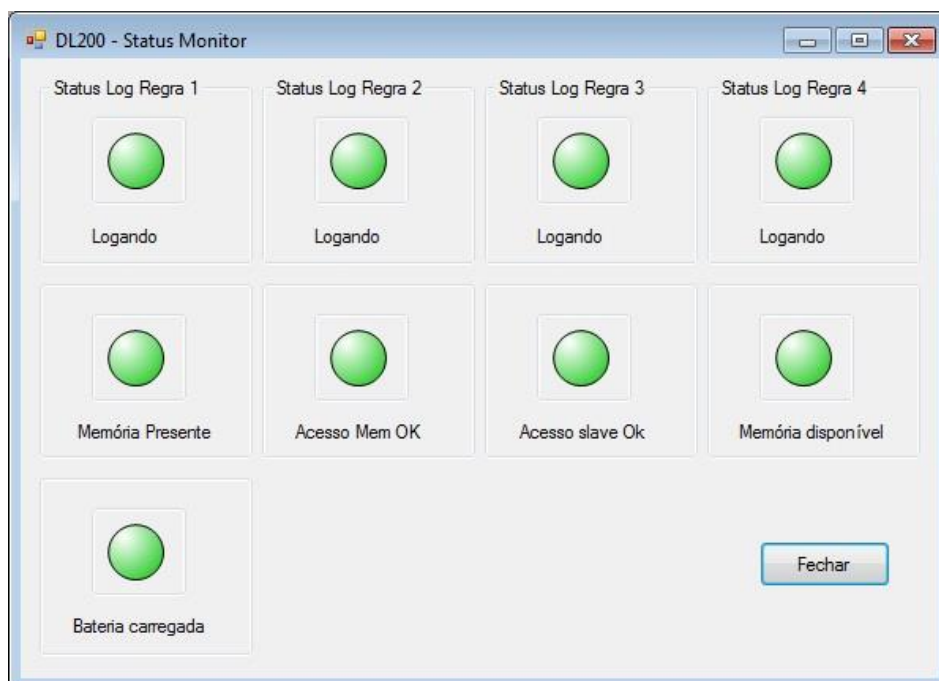 DL200 - Status Monitor
Status Log Regra 1
Status Log Regra 2
Status Log Regra 3
Status Log Regra 4
Logando
Logando
Logando
Logando
Memória Presente
Acesso Mem OK
Acesso slave Ok
Memória disponível
Fechar
Bateria carregada